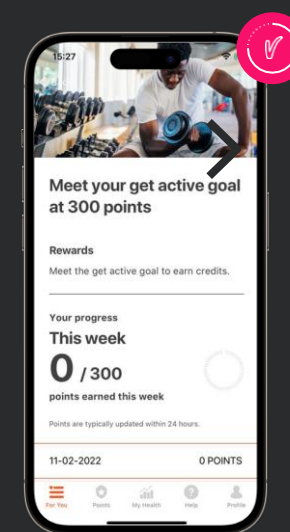 15:27
Meet your get active goal
at 300 points
Rewards
Meet the get active goal to earn credits.
Your progress
This week
0 / 300
points earned this week
Points are typically updated within 24 hours.
11-02-2022 0 POINTS
For You Points My Health Help Profile